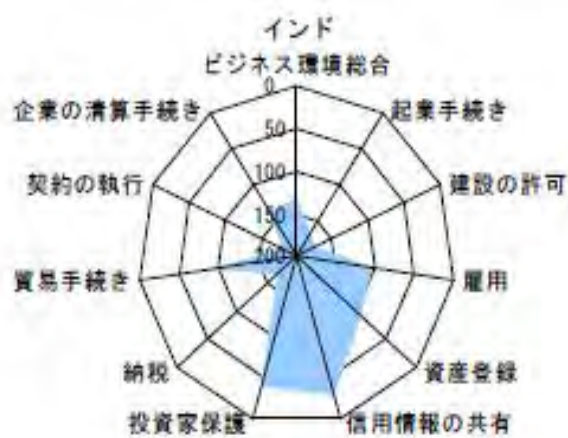 インド
ビジネス環境総合
0
企業の清算手続き
起業手続き
50
契約の執行
100
建設の許可
150
200
貿易手続き
雇用
納税
資産登録
投資家保護
信用情報の共有